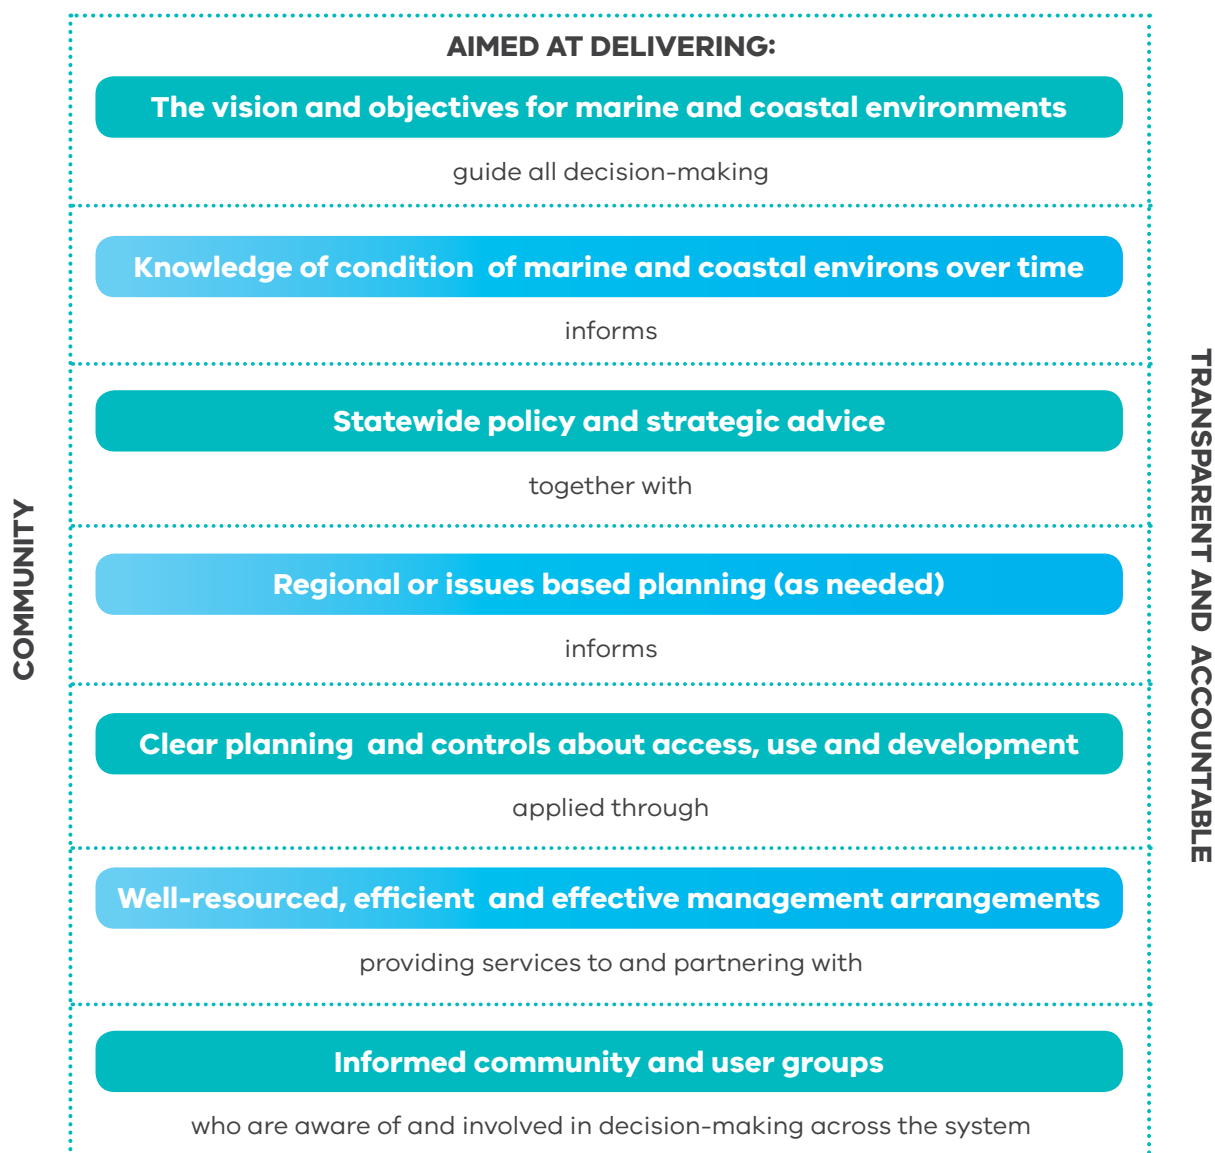 AIMED AT DELIVERING:
The vision and objectives for marine and coastal environments
guide all decision-making
Knowledge of condition of marine and coastal environs over time
informs
Statewide policy and strategic advice
together with
Regional or issues based planning (as needed)
informs
Clear planning and controls about access, use and development
applied through
Well-resourced, efficient and effective management arrangements
providing services to and partnering with
Informed community and user groups
who are aware of and involved in decision-making across the system
COMMUNITY
TRANSPARENT AND ACCOUNTABLE